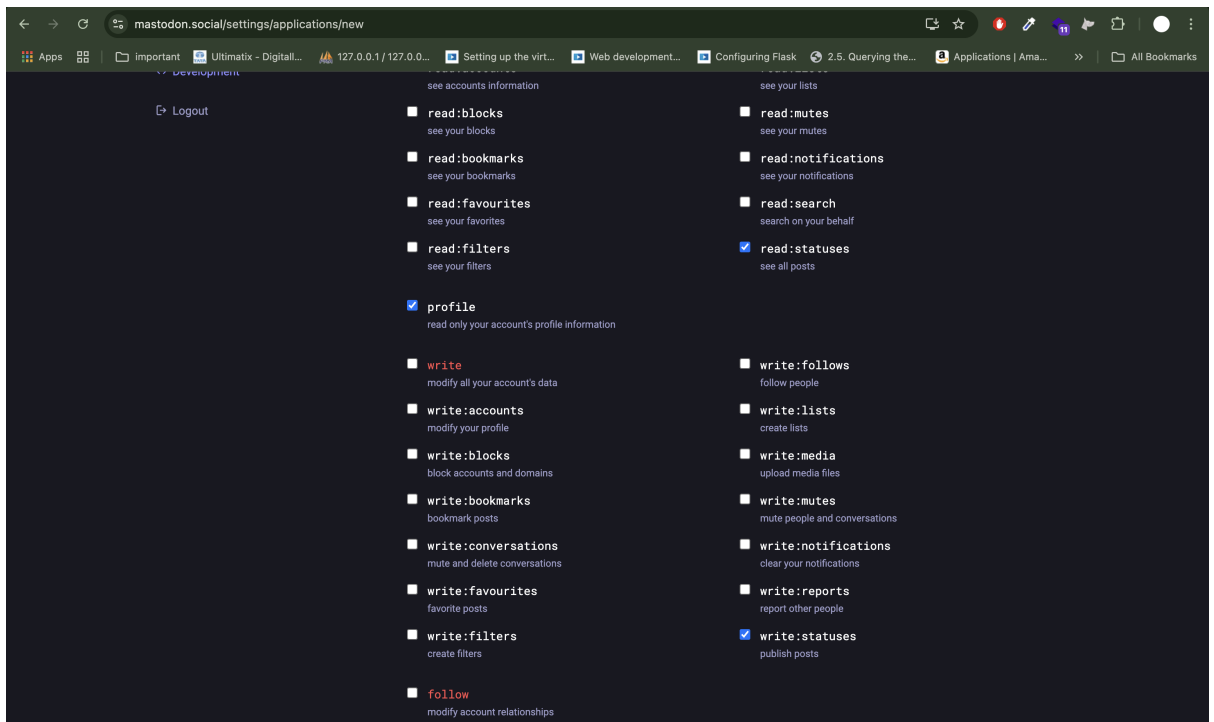 mastodon.social/settings/applications/new
11
Apps
important
Ultimatix - Digitall...
127.0.0.1 / 127.0.0...
Setting up the virt...
Web development...
Configuring Flask
2.5. Querying the...
Applications | Ama...
»
All Bookmarks
Development
see accounts information
see your lists
Logout
read:blocks
see your blocks
read:mutes
see your mutes
read:bookmarks
see your bookmarks
read:notifications
see your notifications
read:favourites
see your favorites
read:search
search on your behalf
read:filters
see your filters
read:statuses
see all posts
profile
read only your account's profile information
write
modify all your account's data
write:follows
follow people
write:accounts
modify your profile
write:lists
create lists
write:blocks
block accounts and domains
write:media
upload media files
write:bookmarks
bookmark posts
write:mutes
mute people and conversations
write:conversations
mute and delete conversations
write:notifications
clear your notifications
write:favourites
favorite posts
write:reports
report other people
write:filters
create filters
write:statuses
publish posts
follow
modify account relationships